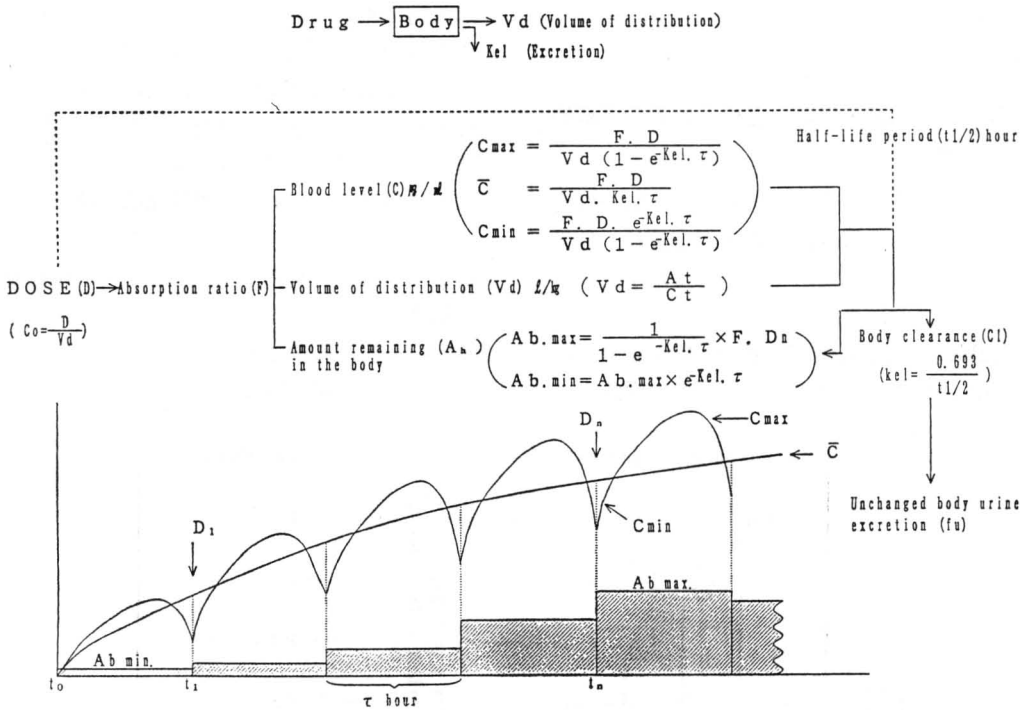 Drug → Body → Vd (Volume of distribution)
Kel (Excretion)
Half-life period(t1/2)hour
Cmax = F. D / Vd (1−e^-Kel. τ)
Blood level(C)
C̄ = F. D / Vd. Kel. τ
Cmin = F. D. e^-Kel. τ / Vd (1−e^-Kel. τ)
DOSE(D)→Absorption ratio(F)
Volume of distribution (Vd) ℓ/kg (Vd= At / Ct )
( Co= D / Vd )
Amount remaining (Ab)
in the body
Ab.max= 1 / 1−e^-Kel. τ × F. Dn
Ab.min=Ab.max×e^-Kel. τ
Body clearance(Cl)
(kel= 0.693 / t1/2 )
Unchanged body urine
excretion (fu)
Dn
Cmax
C̄
D1
Cmin
Ab max.
Ab min.
t0
t1
τ hour
tn